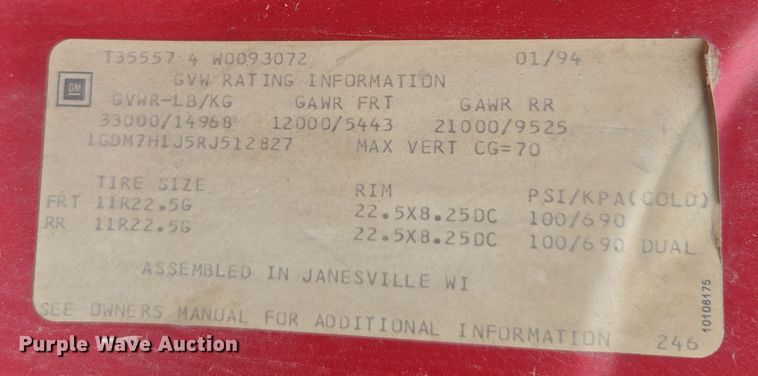 T35557 4 W0093072 01/94
GM
GVW RATING INFORMATION
GVWR-LB/KG GAWR FRT GAWR RR
33000/14968 12000/5443 21000/9525
1GDM7H1J5RJ512827 MAX VERT CG=70
TIRE SIZE RIM PSI/KPA(COLD)
FRT 11R22.5G 22.5X8.25DC 100/690
RR 11R22.5G 22.5X8.25DC 100/690 DUAL
ASSEMBLED IN JANESVILLE WI
SEE OWNERS MANUAL FOR ADDITIONAL INFORMATION 246
10108175
Purple Wave Auction